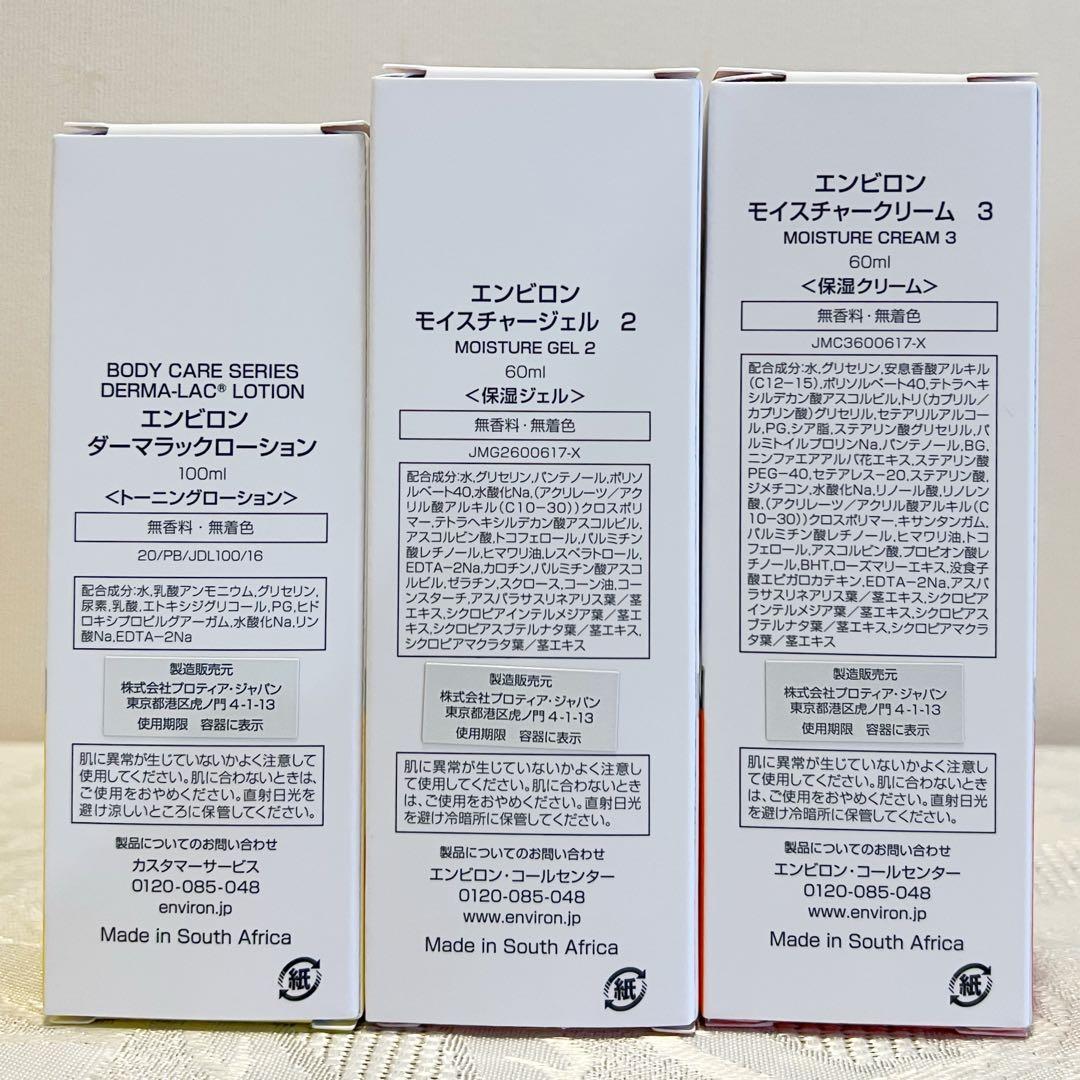 BODY CARE SERIES
DERMA-LAC® LOTION
エンビロン
ダーマラックローション
100ml
<トーニングローション>
無香料・無着色
20/PB/JDL100/16
配合成分:水,乳酸アンモニウム,グリセリン,
尿素,乳酸,エトキシジグリコール,PG,ヒド
ロキシプロピルグアーガム,水酸化Na,リン
酸Na,EDTA-2Na
製造販売元
株式会社プロティア・ジャパン
東京都港区虎ノ門4-1-13
使用期限 容器に表示
肌に異常が生じていないかよく注意して
使用してください。肌に合わないときは、
ご使用をおやめください。直射日光を
避け涼しいところに保管してください。
製品についてのお問い合わせ
カスタマーサービス
0120-085-048
environ.jp
Made in South Africa
紙
エンビロン
モイスチャージェル 2
MOISTURE GEL 2
60ml
<保湿ジェル>
無香料・無着色
JMG2600617-X
配合成分:水,グリセリン,パンテノール,ポリソ
ルベート40,水酸化Na,(アクリレーツ/アク
リル酸アルキル(C10-30))クロスポリ
マー,テトラヘキシルデカン酸アスコルビル,
アスコルビン酸,トコフェロール,パルミチン
酸レチノール,ヒマワリ油,レスベラトロール,
EDTA-2Na,カロチン,パルミチン酸アスコ
ルビル,ゼラチン,スクロース,コーン油,コー
ンスターチ,アスパラサスリネアリス葉/茎
エキス,シクロピアインテルメジア葉/茎エキ
ス,シクロピアスブテルナタ葉/茎エキス,
シクロピアマクラタ葉/茎エキス
製造販売元
株式会社プロティア・ジャパン
東京都港区虎ノ門4-1-13
使用期限 容器に表示
肌に異常が生じていないかよく注意し
て使用してください。肌に合わないとき
は、ご使用をおやめください。直射日光
を避け冷暗所に保管してください。
製品についてのお問い合わせ
エンビロン・コールセンター
0120-085-048
www.environ.jp
Made in South Africa
紙
エンビロン
モイスチャークリーム 3
MOISTURE CREAM 3
60ml
<保湿クリーム>
無香料・無着色
JMC3600617-X
配合成分:水,グリセリン,安息香酸アルキル
(C12-15),ポリソルベート40,テトラヘキ
シルデカン酸アスコルビル,トリ(カプリル/
カプリン酸)グリセリル,セテアリルアルコー
ル,PG,シア脂,ステアリン酸グリセリル,パ
ルミトイルプロリンNa,パンテノール,BG,
ニンファエアアルバ花エキス,ステアリン酸
PEG-40,セテアレス-20,ステアリン酸,
ジメチコン,水酸化Na,リノール酸,リノレン
酸,(アクリレーツ/アクリル酸アルキル(C
10-30))クロスポリマー,キサンタンガム,
パルミチン酸レチノール,ヒマワリ油,トコ
フェロール,アスコルビン酸,プロピオン酸レ
チノール,BHT,ローズマリーエキス,没食子
酸エピガロカテキン,EDTA-2Na,アスパ
ラサスリネアリス葉/茎エキス,シクロピア
インテルメジア葉/茎エキス,シクロピアス
ブテルナタ葉/茎エキス,シクロピアマクラ
タ葉/茎エキス
製造販売元
株式会社プロティア・ジャパン
東京都港区虎ノ門4-1-13
使用期限 容器に表示
肌に異常が生じていないかよく注意し
て使用してください。肌に合わないとき
は、ご使用をおやめください。直射日光
を避け冷暗所に保管してください。
製品についてのお問い合わせ
エンビロン・コールセンター
0120-085-048
www.environ.jp
Made in South Africa
紙